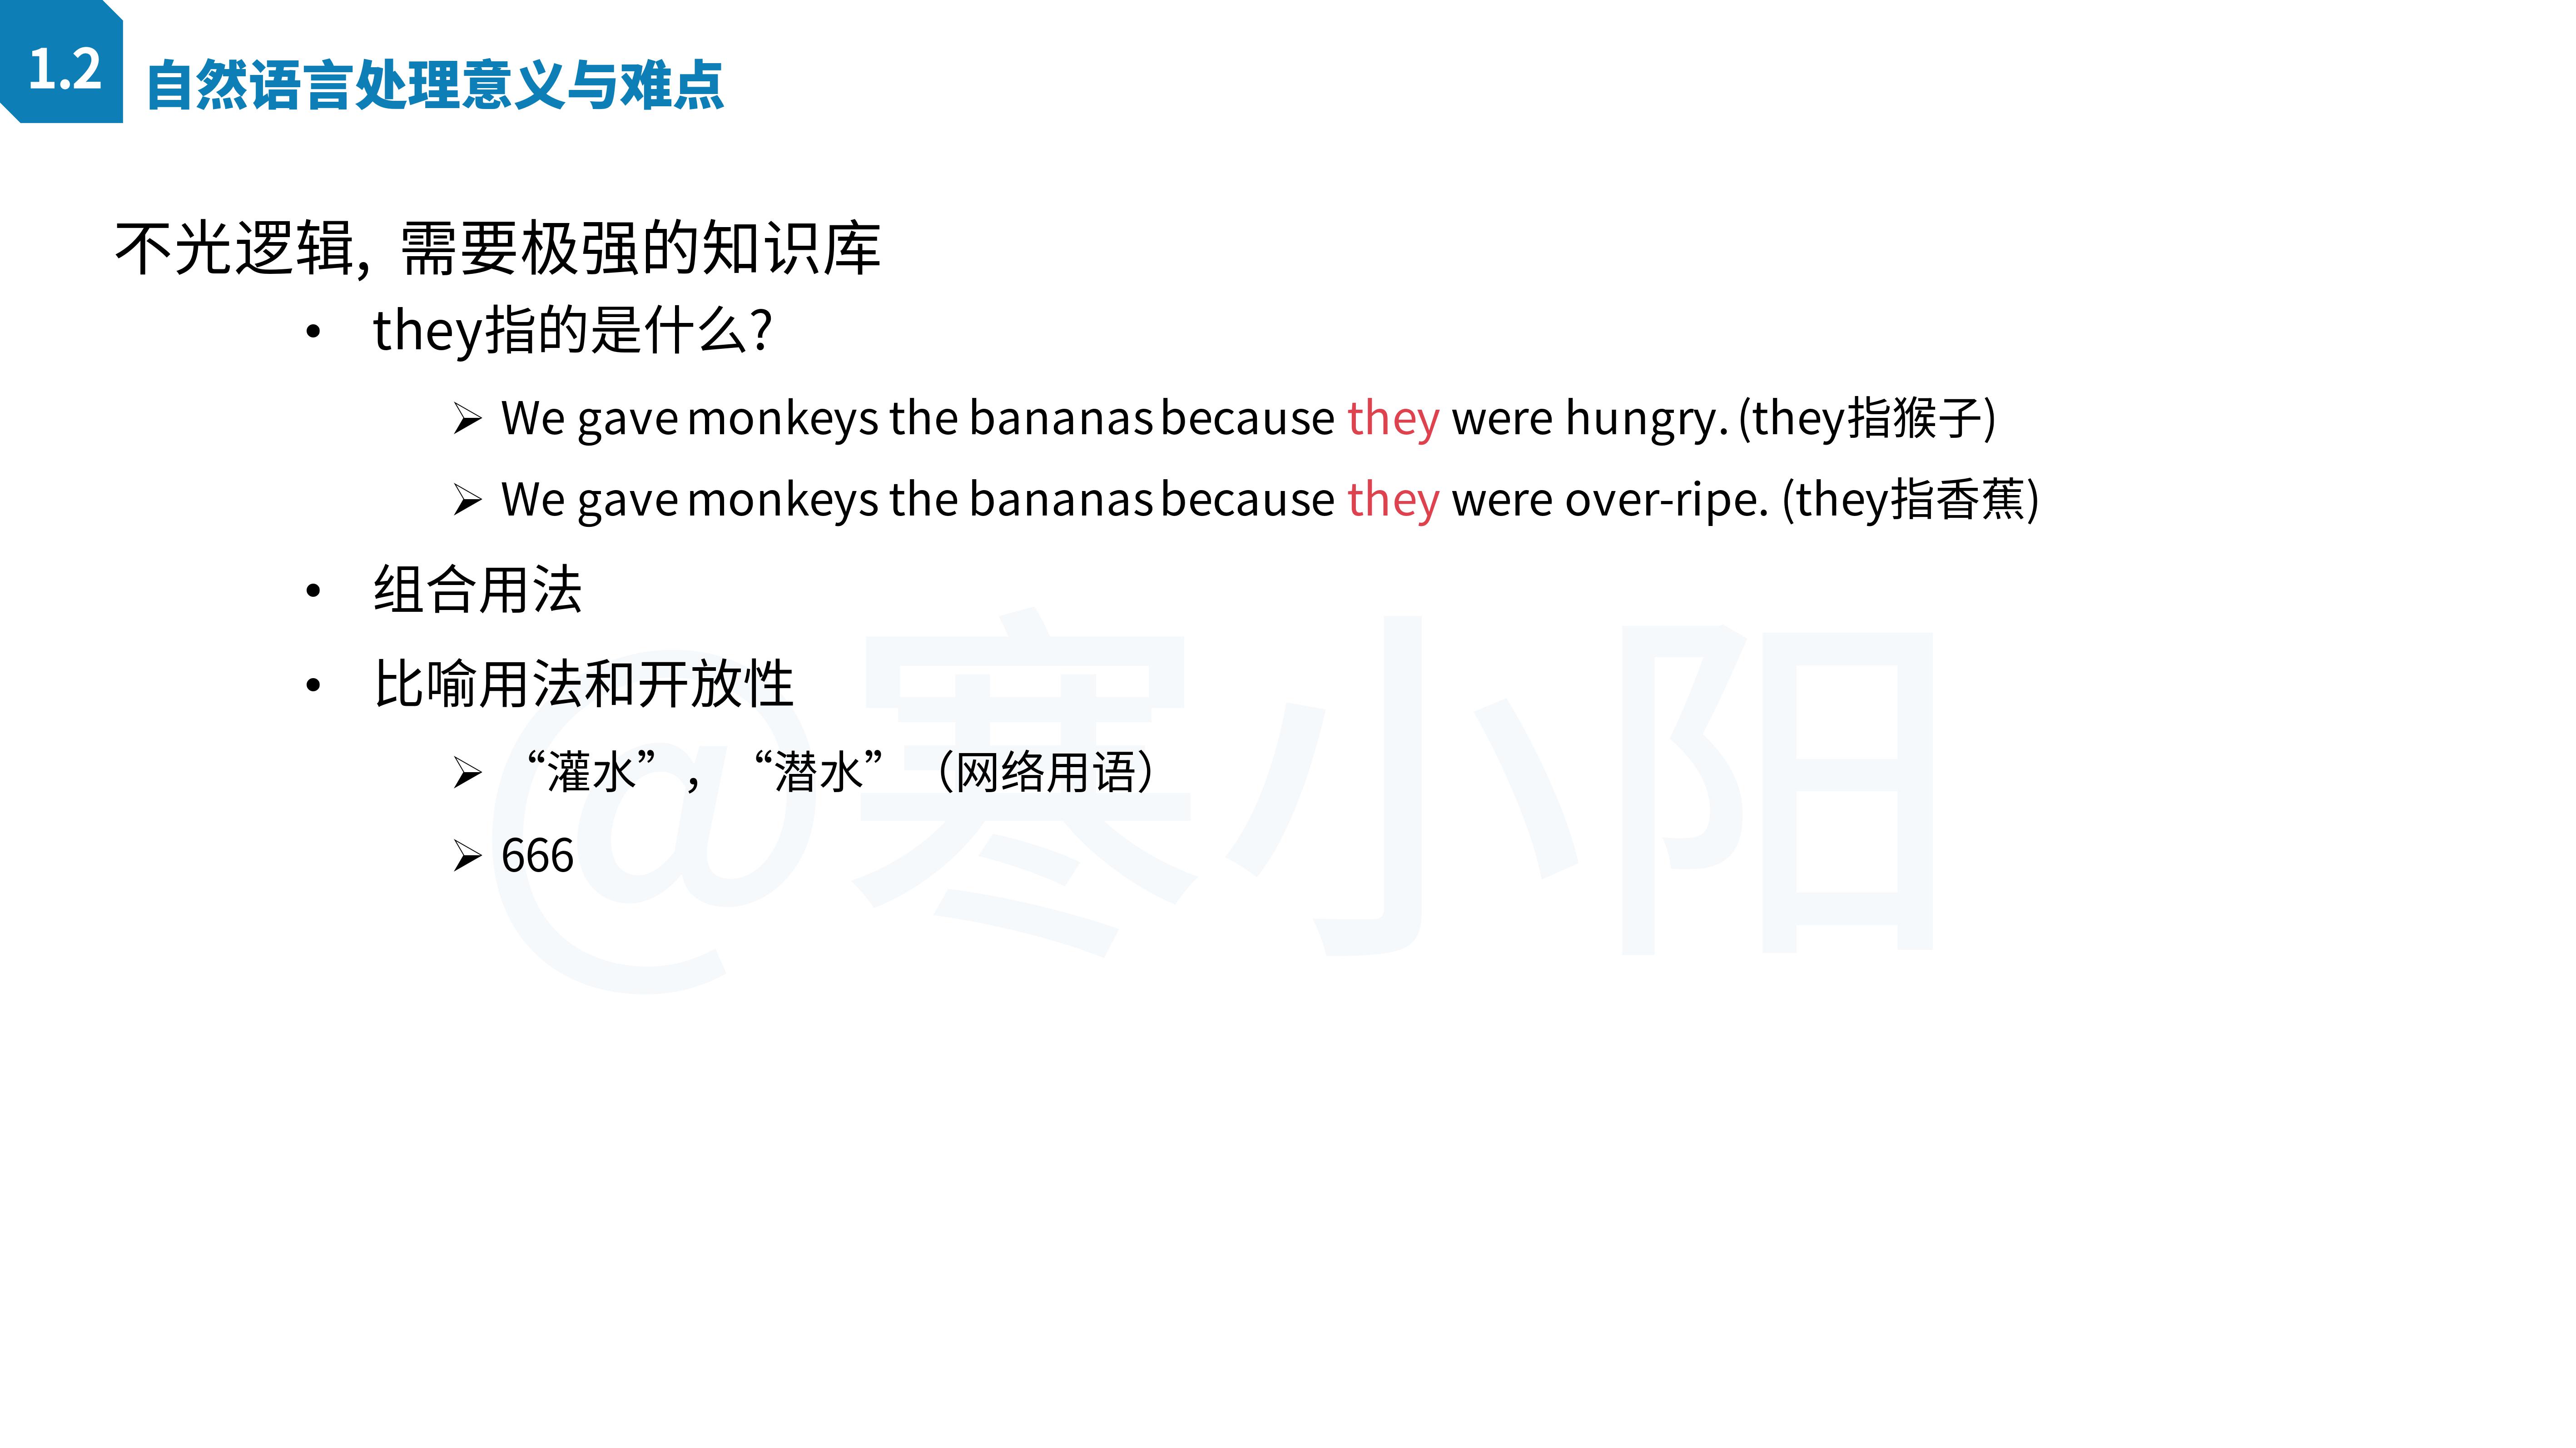 1.2
自然语言处理意义与难点
不光逻辑, 需要极强的知识库
• they指的是什么?
➢ We gave monkeys the bananas because they were hungry. (they指猴子)
➢ We gave monkeys the bananas because they were over-ripe. (they指香蕉)
• 组合用法
• 比喻用法和开放性
➢ “灌水”，“潜水”（网络用语）
➢ 666
@寒小阳